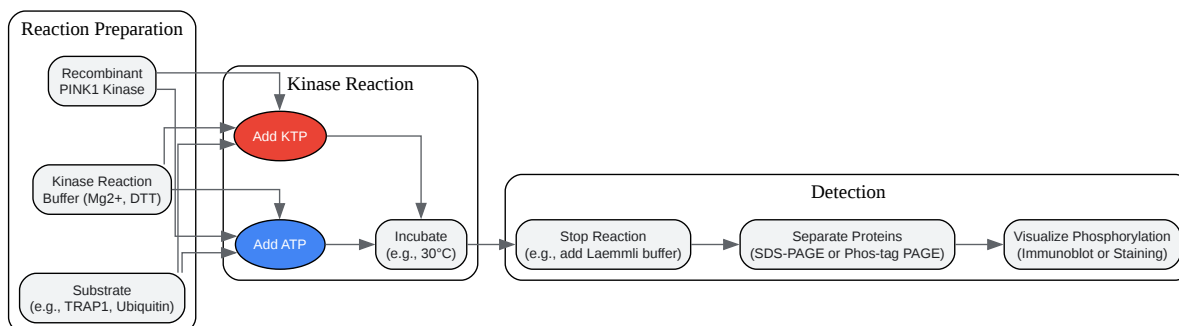 Reaction Preparation
Recombinant
PINK1 Kinase
Kinase Reaction
Buffer (Mg2+, DTT)
Substrate
(e.g., TRAP1, Ubiquitin)
Kinase Reaction
Add KTP
Add ATP
Incubate
(e.g., 30°C)
Detection
Stop Reaction
(e.g., add Laemmli buffer)
Separate Proteins
(SDS-PAGE or Phos-tag PAGE)
Visualize Phosphorylation
(Immunoblot or Staining)